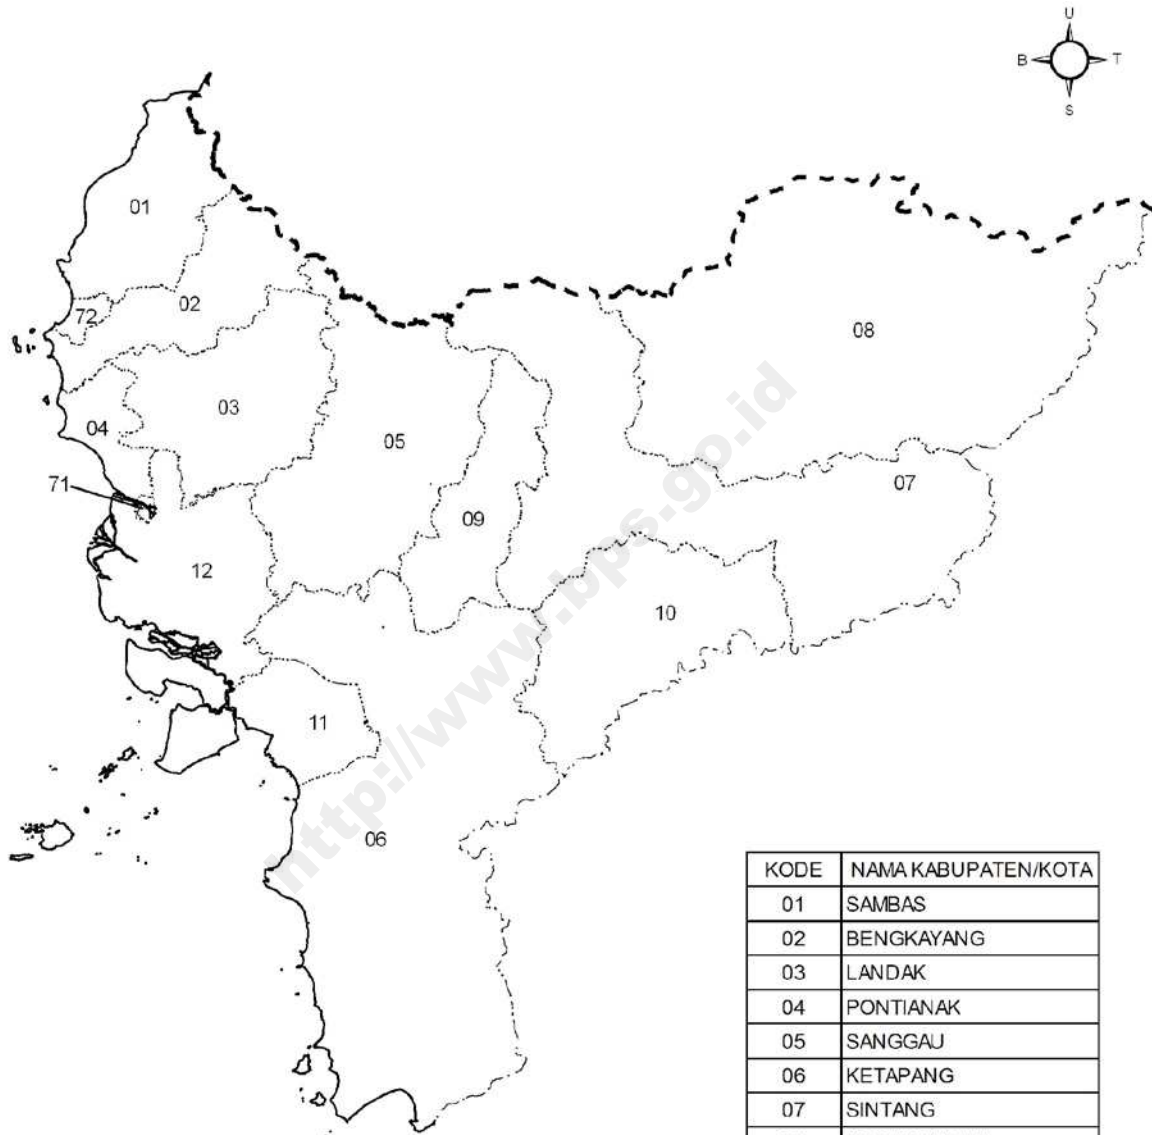 U
B T
S
01
02
72
08
03
04
05
71
07
09
12
10
11
06
http://www.bps.go.id
KODE NAMA KABUPATEN/KOTA
01 SAMBAS
02 BENGKAYANG
03 LANDAK
04 PONTIANAK
05 SANGGAU
06 KETAPANG
07 SINTANG